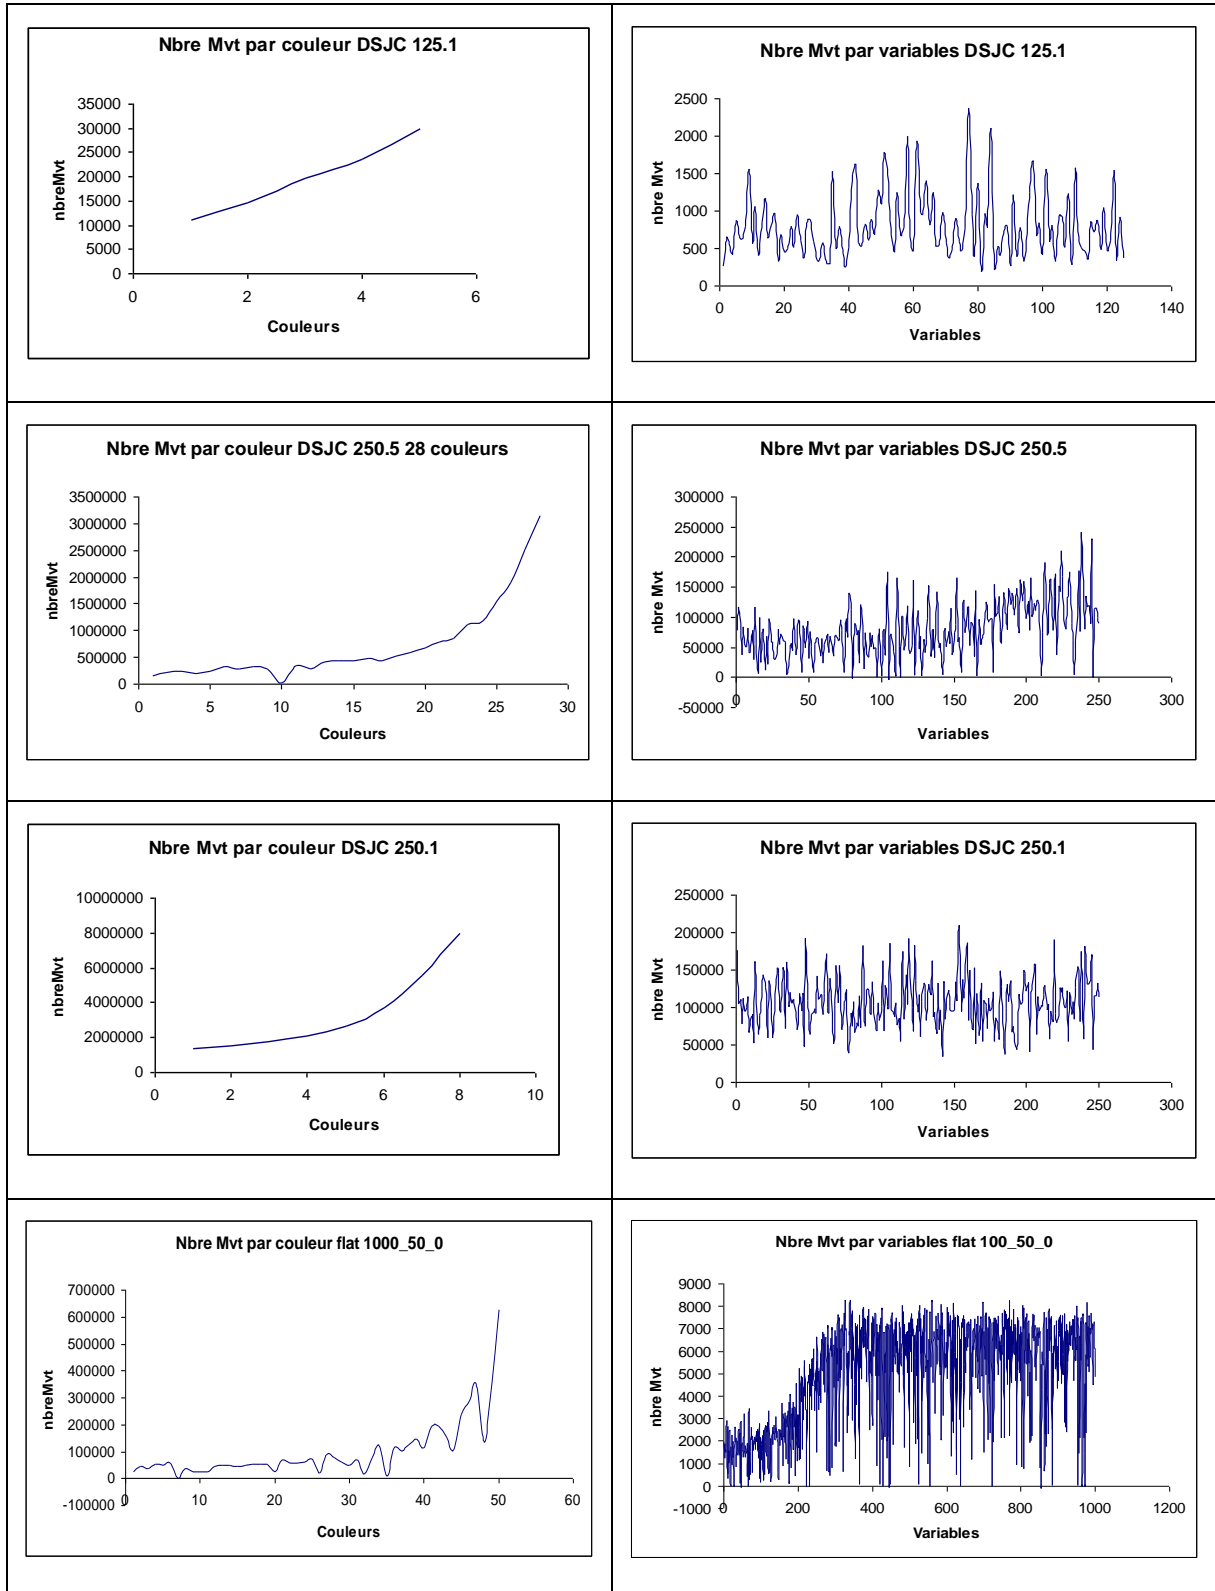 Nbre Mvt par couleur DSJC 125.1
35000
30000
25000
20000
15000
10000
5000
0
nbreMvt
0 2 4 6
Couleurs
Nbre Mvt par variables DSJC 125.1
2500
2000
1500
1000
500
0
nbre Mvt
0 20 40 60 80 100 120 140
Variables
Nbre Mvt par couleur DSJC 250.5 28 couleurs
3500000
3000000
2500000
2000000
1500000
1000000
500000
0
nbreMvt
0 5 10 15 20 25 30
Couleurs
Nbre Mvt par variables DSJC 250.5
300000
250000
200000
150000
100000
50000
0
-50000
nbre Mvt
0 50 100 150 200 250 300
Variables
Nbre Mvt par couleur DSJC 250.1
10000000
8000000
6000000
4000000
2000000
0
nbreMvt
0 2 4 6 8 10
Couleurs
Nbre Mvt par variables DSJC 250.1
250000
200000
150000
100000
50000
0
nbre Mvt
0 50 100 150 200 250 300
Variables
Nbre Mvt par couleur flat 1000_50_0
700000
600000
500000
400000
300000
200000
100000
0
-100000
nbreMvt
0 10 20 30 40 50 60
Couleurs
Nbre Mvt par variables flat 100_50_0
9000
8000
7000
6000
5000
4000
3000
2000
1000
0
-1000
nbre Mvt
0 200 400 600 800 1000 1200
Variables